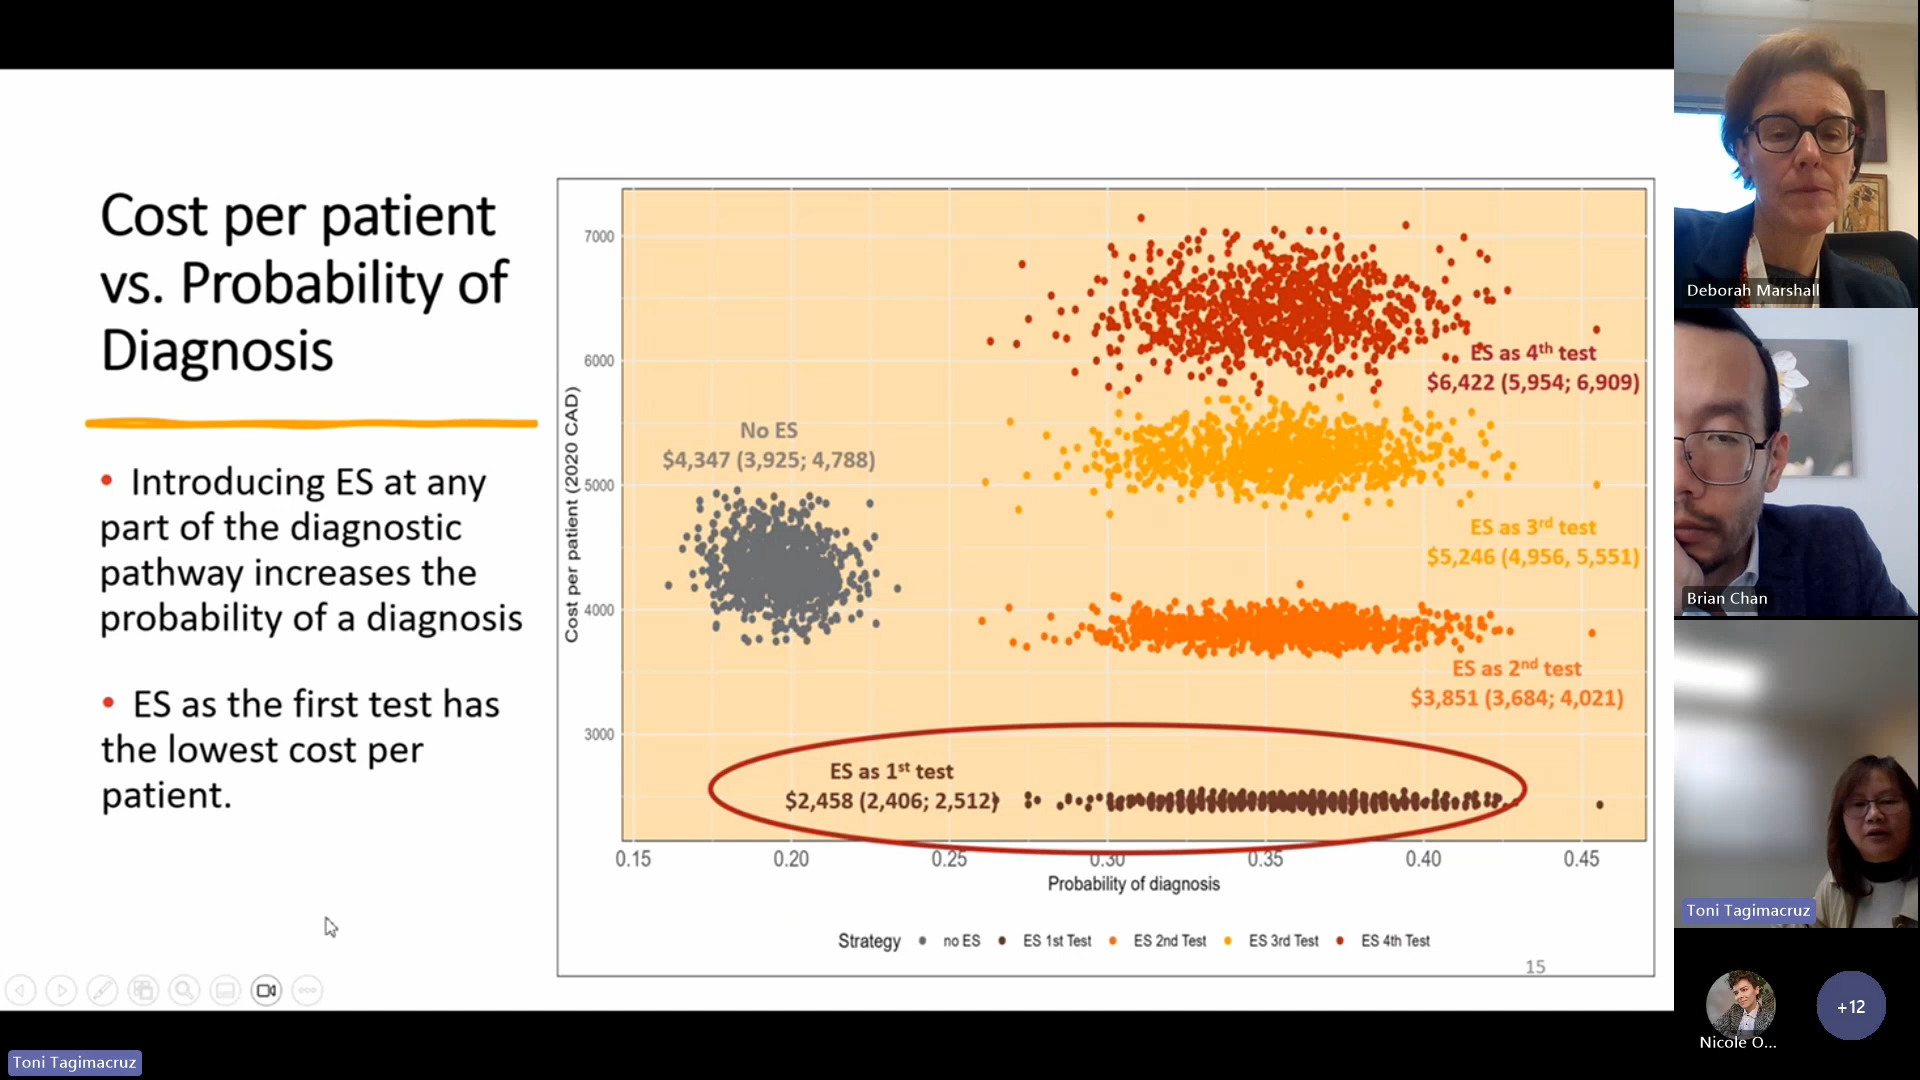 Cost per patient
vs. Probability of
Diagnosis
• Introducing ES at any
part of the diagnostic
pathway increases the
probability of a diagnosis
• ES as the first test has
the lowest cost per
patient.
Cost per patient (2020 CAD)
7000
6000
5000
4000
3000
No ES
$4,347 (3,925; 4,788)
ES as 4th test
$6,422 (5,954; 6,909)
ES as 3rd test
$5,246 (4,956, 5,551)
ES as 2nd test
$3,851 (3,684; 4,021)
ES as 1st test
$2,458 (2,406; 2,512)
0.15 0.20 0.25 0.30 0.35 0.40 0.45
Probability of diagnosis
Strategy no ES ES 1st Test ES 2nd Test ES 3rd Test ES 4th Test
15
Deborah Marshall
Brian Chan
Toni Tagimacruz
Nicole O...
+12
Toni Tagimacruz